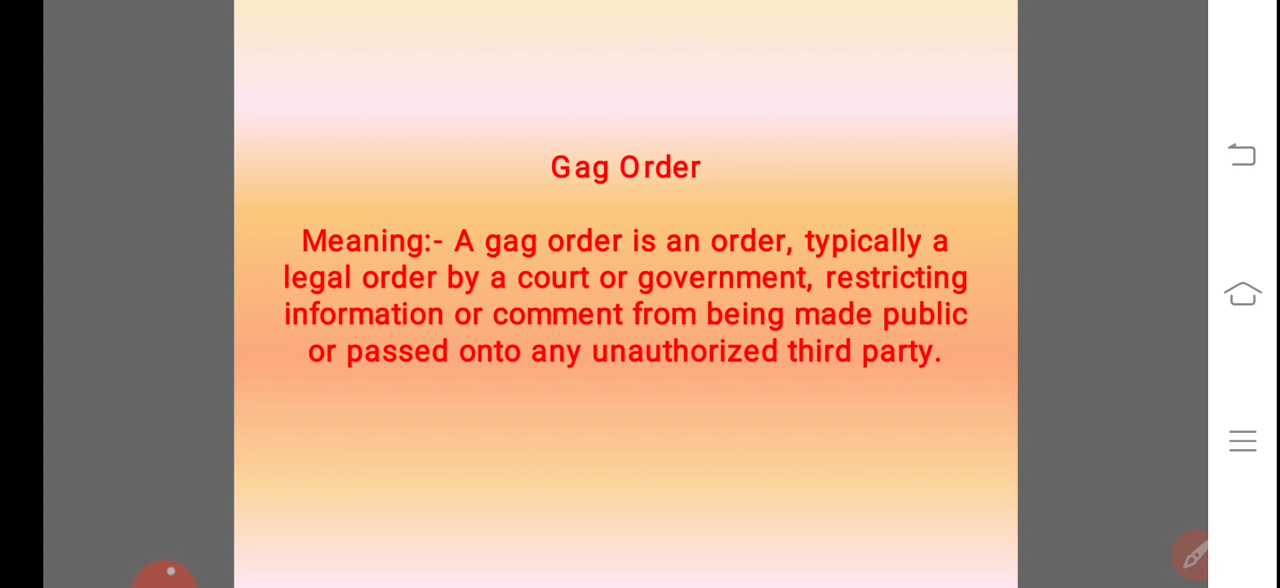 Gag Order
Meaning:- A gag order is an order, typically a
legal order by a court or government, restricting
information or comment from being made public
or passed onto any unauthorized third party.